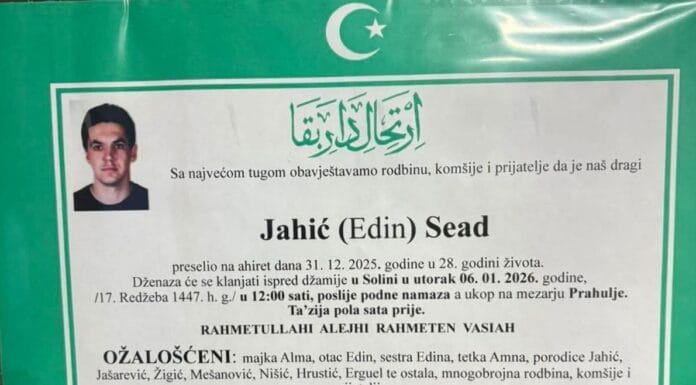 ارتحال دار بقا
Sa najvećom tugom obavještavamo rodbinu, komšije i prijatelje da je naš dragi
Jahić (Edin) Sead
preselio na ahiret dana 31. 12. 2025. godine u 28. godini života.
Dženaza će se klanjati ispred džamije u Solini u utorak 06. 01. 2026. godine,
/17. Redžeba 1447. h. g./ u 12:00 sati, poslije podne namaza a ukop na mezarju Prahulje.
Ta'zija pola sata prije.
RAHMETULLAHI ALEJHI RAHMETEN VASIAH
OŽALOŠĆENI: majka Alma, otac Edin, sestra Edina, tetka Amna, porodice Jahić,
Jašarević, Žigić, Mešanović, Nišić, Hrustić, Erguel te ostala, mnogobrojna rodbina, komšije i